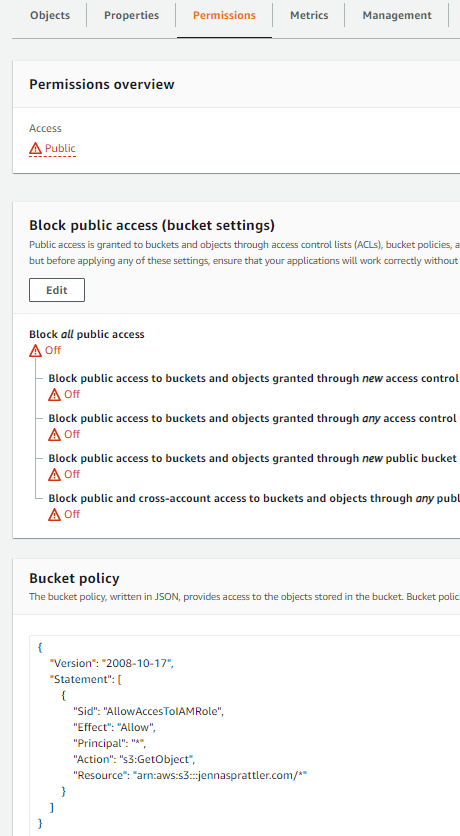 Objects Properties Permissions Metrics Management
Permissions overview
Access
Public
Block public access (bucket settings)
Public access is granted to buckets and objects through access control lists (ACLs), bucket policies, a
but before applying any of these settings, ensure that your applications will work correctly without
Edit
Block all public access
Off
Block public access to buckets and objects granted through new access control
Off
Block public access to buckets and objects granted through any access control
Off
Block public access to buckets and objects granted through new public bucket
Off
Block public and cross-account access to buckets and objects through any publ
Off
Bucket policy
The bucket policy, written in JSON, provides access to the objects stored in the bucket. Bucket polic
{
"Version": "2008-10-17",
"Statement": [
{
"Sid": "AllowAccesToIAMRole",
"Effect": "Allow",
"Principal": "*",
"Action": "s3:GetObject",
"Resource": "arn:aws:s3:::jennasprattler.com/*"
}
]
}